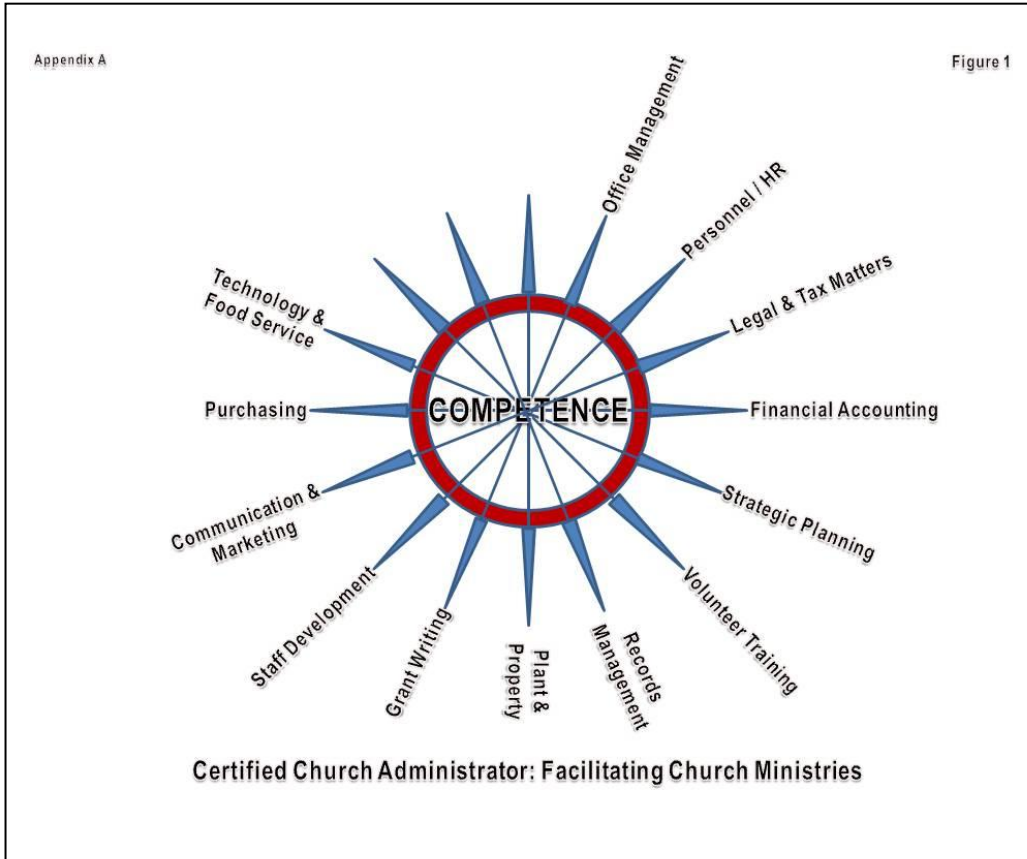 Appendix A
Figure 1
Office Management
Personnel / HR
Legal & Tax Matters
Financial Accounting
Strategic Planning
Volunteer Training
Records
Management
Plant &
Property
Grant Writing
Staff Development
Communication &
Marketing
Purchasing
Technology &
Food Service
COMPETENCE
Certified Church Administrator: Facilitating Church Ministries